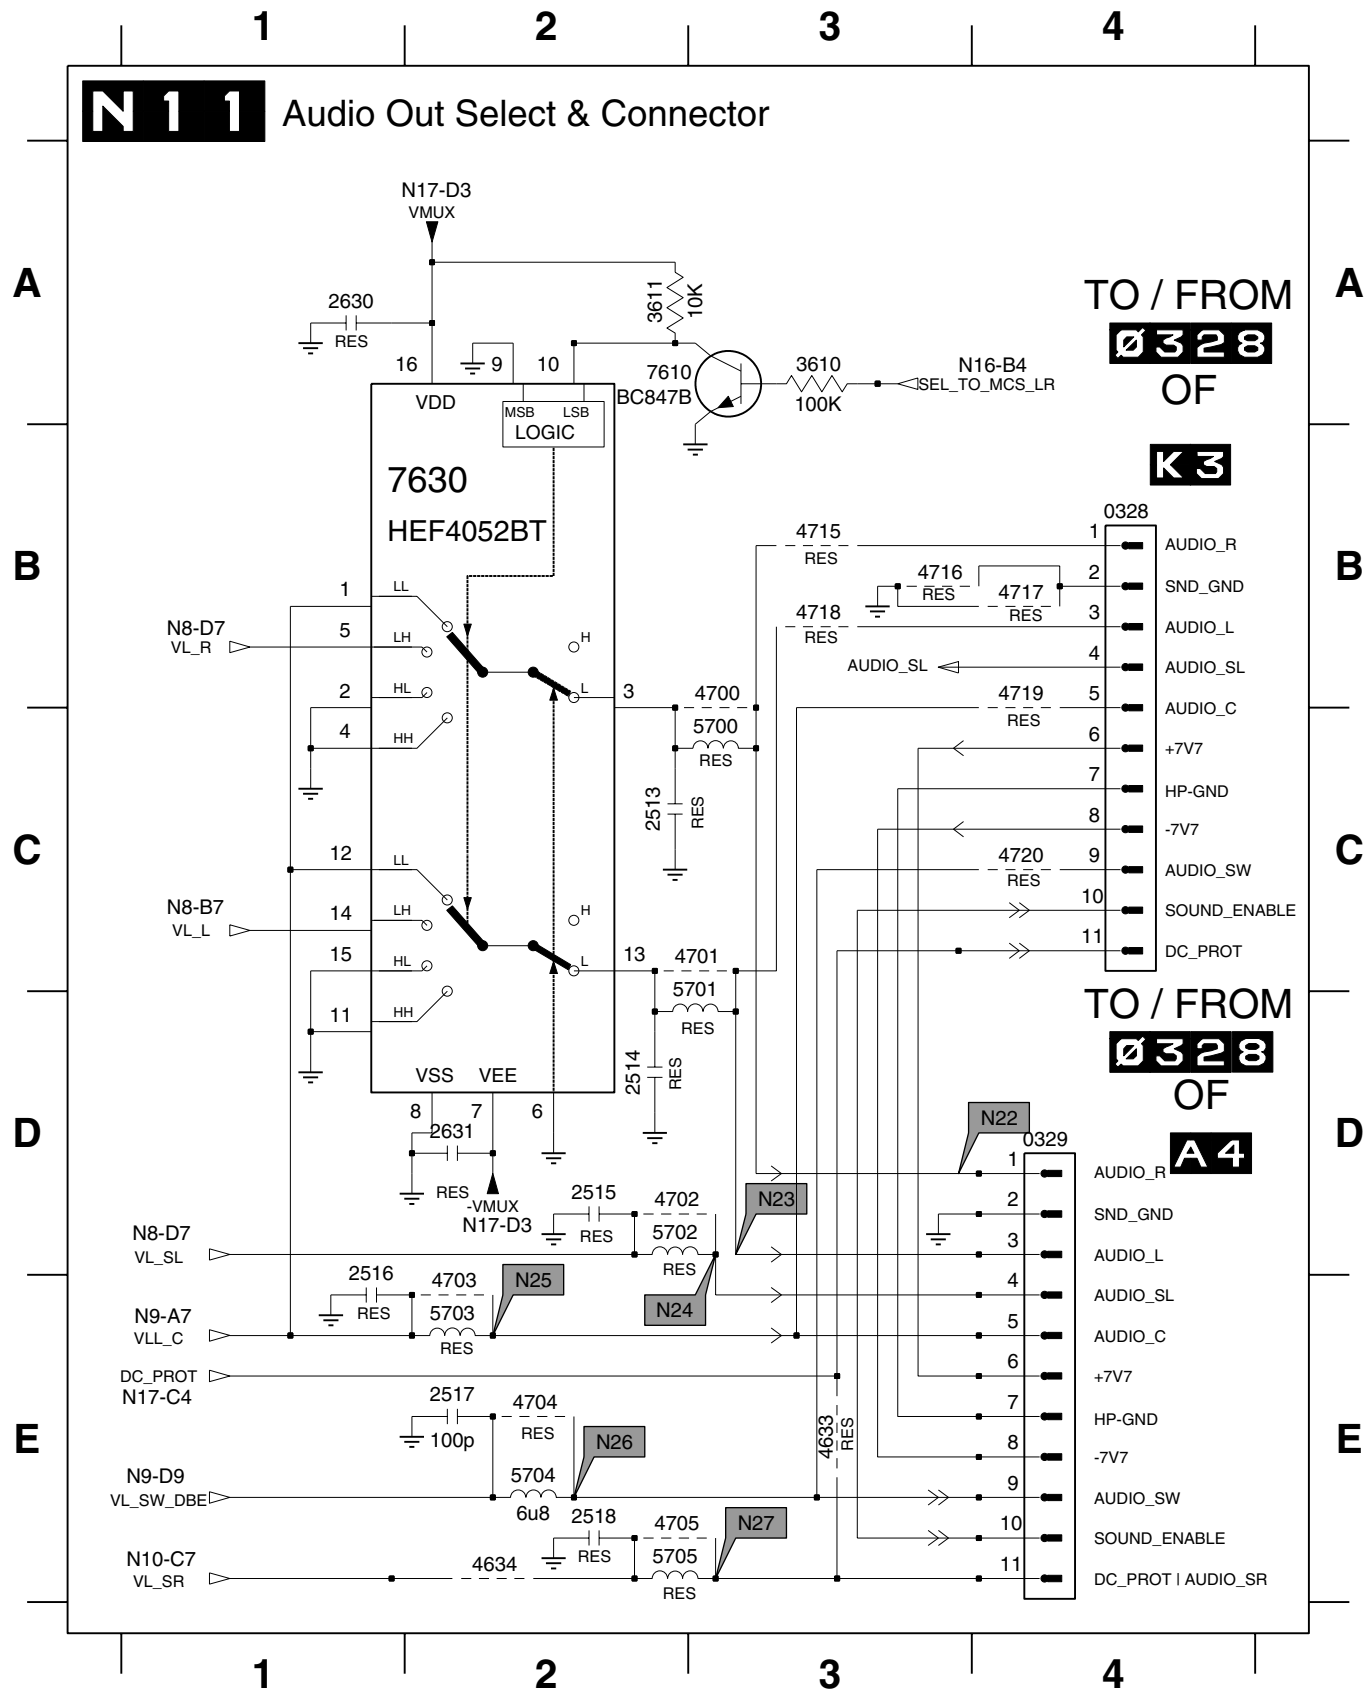 1 2 3 4
N11 Audio Out Select & Connector
N17-D3
VMUX
A
A
2630
RES
3611
10K
TO / FROM
Ø328
OF
K3
16
9
10
7610
BC847B
3610
100K
N16-B4
SEL_TO_MCS_LR
VDD
MSB LSB
LOGIC
7630
HEF4052BT
B
B
0328
4715
RES
1 AUDIO_R
4716
RES
4717
RES
2 SND_GND
4718
RES
3 AUDIO_L
AUDIO_SL
4 AUDIO_SL
4719
RES
5 AUDIO_C
6 +7V7
7 HP-GND
8 -7V7
4720
RES
9 AUDIO_SW
10 SOUND_ENABLE
11 DC_PROT
1 LL
N8-D7
VL_R
5 LH
2 HL
4 HH
H
L
3
4700
5700
RES
2513
RES
C
C
12 LL
N8-B7
VL_L
14 LH
15 HL
11 HH
H
L
13
4701
5701
RES
2514
RES
TO / FROM
Ø328
OF
A4
VSS VEE
8
7
6
D
D
2631
RES
-VMUX
N17-D3
N22
0329
1 AUDIO_R
2 SND_GND
3 AUDIO_L
4 AUDIO_SL
5 AUDIO_C
6 +7V7
7 HP-GND
8 -7V7
9 AUDIO_SW
10 SOUND_ENABLE
11 DC_PROT | AUDIO_SR
2515
RES
4702
5702
RES
N23
N8-D7
VL_SL
N24
2516
RES
4703
5703
RES
N25
N9-A7
VLL_C
DC_PROT
N17-C4
2517
100p
4704
RES
N26
4633
RES
E
E
N9-D9
VL_SW_DBE
5704
6u8
2518
RES
4705
5705
RES
N27
N10-C7
VL_SR
4634
1 2 3 4